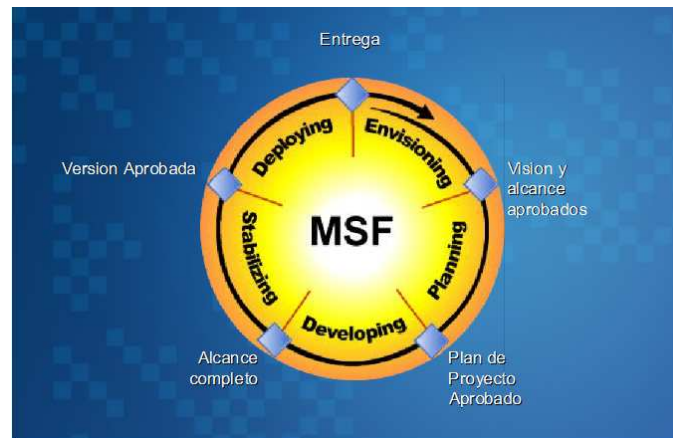 Entrega
Deploying
Envisioning
Version Aprobada
Vision y
alcance
aprobados
MSF
Stabilizing
Planning
Developing
Alcance
completo
Plan de
Proyecto
Aprobado